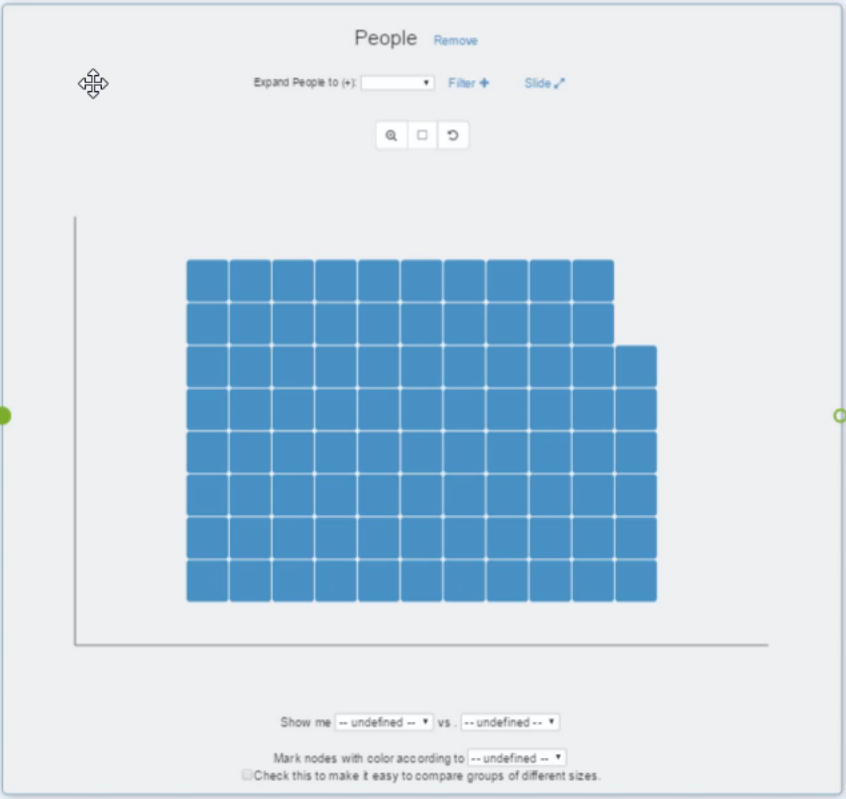 People Remove
Expand People to (+): Filter +
Slide
Show me -- undefined -- vs . -- undefined --
Mark nodes with color according to -- undefined --
Check this to make it easy to compare groups of different sizes.